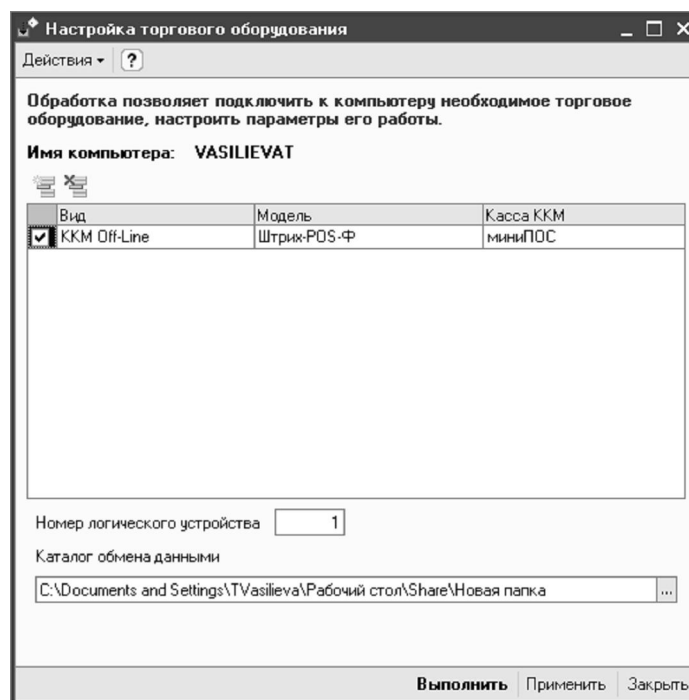 Настройка торгового оборудования
Действия ?
Обработка позволяет подключить к компьютеру необходимое торговое
оборудование, настроить параметры его работы.
Имя компьютера: VASILIEVAT
Вид Модель Касса ККМ
ККМ Off-Line Штрих-POS-Ф миниПОС
Номер логического устройства 1
Каталог обмена данными
C:\Documents and Settings\TVasilieva\Рабочий стол\Share\Новая папка ...
Выполнить Применить Закрыть